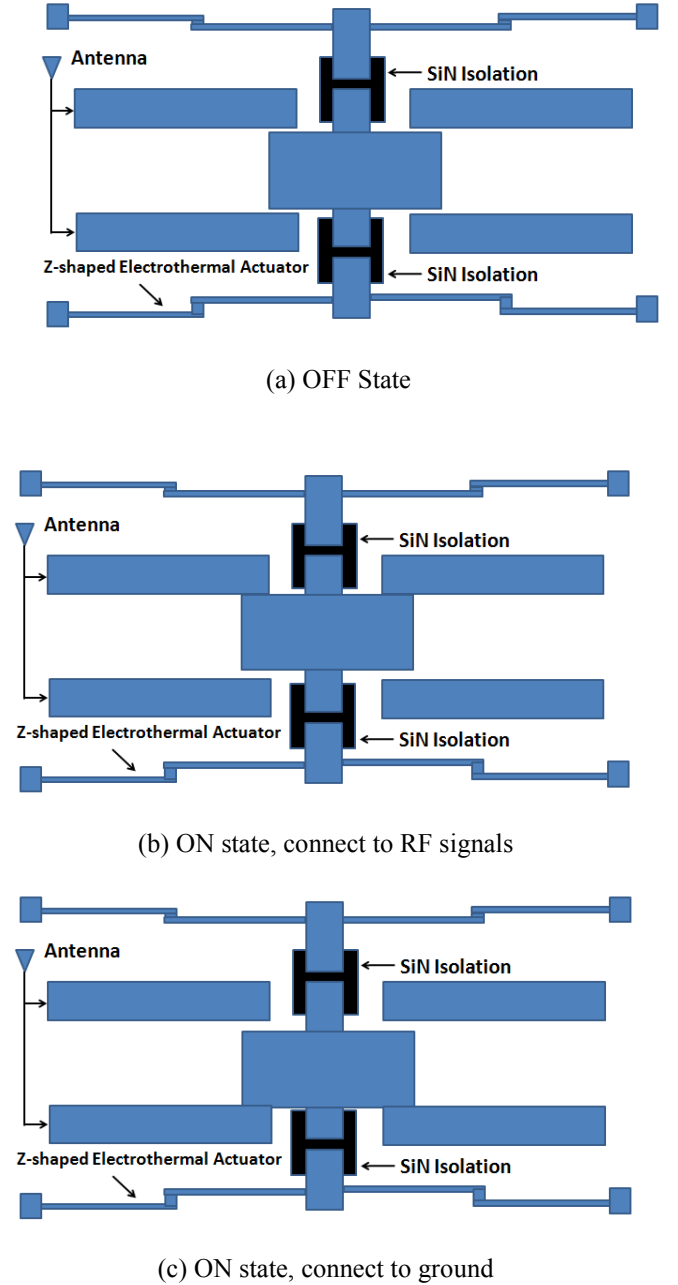 Antenna
SiN Isolation
Z-shaped Electrothermal Actuator
SiN Isolation
(a) OFF State
Antenna
SiN Isolation
Z-shaped Electrothermal Actuator
SiN Isolation
(b) ON state, connect to RF signals
Antenna
SiN Isolation
Z-shaped Electrothermal Actuator
SiN Isolation
(c) ON state, connect to ground